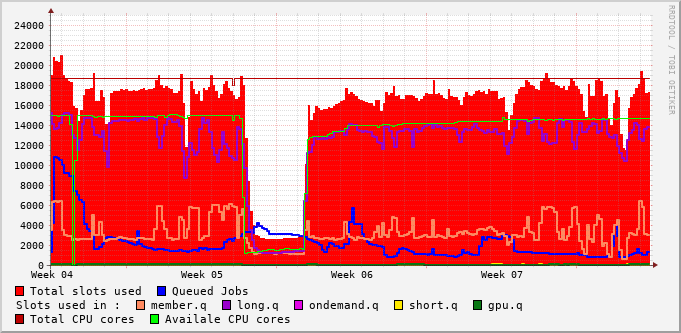 24000
22000
20000
18000
16000
14000
12000
10000
8000
6000
4000
2000
0
Week 04 Week 05 Week 06 Week 07
Total slots used Queued Jobs
Slots used in : member.q long.q ondemand.q short.q gpu.q
Total CPU cores Availale CPU cores
RRDTOOL / TOBI OETIKER